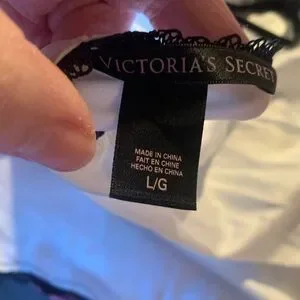 VICTORIA'S SECRET
MADE IN CHINA
FAIT EN CHINE
HECHO EN CHINA
L/G